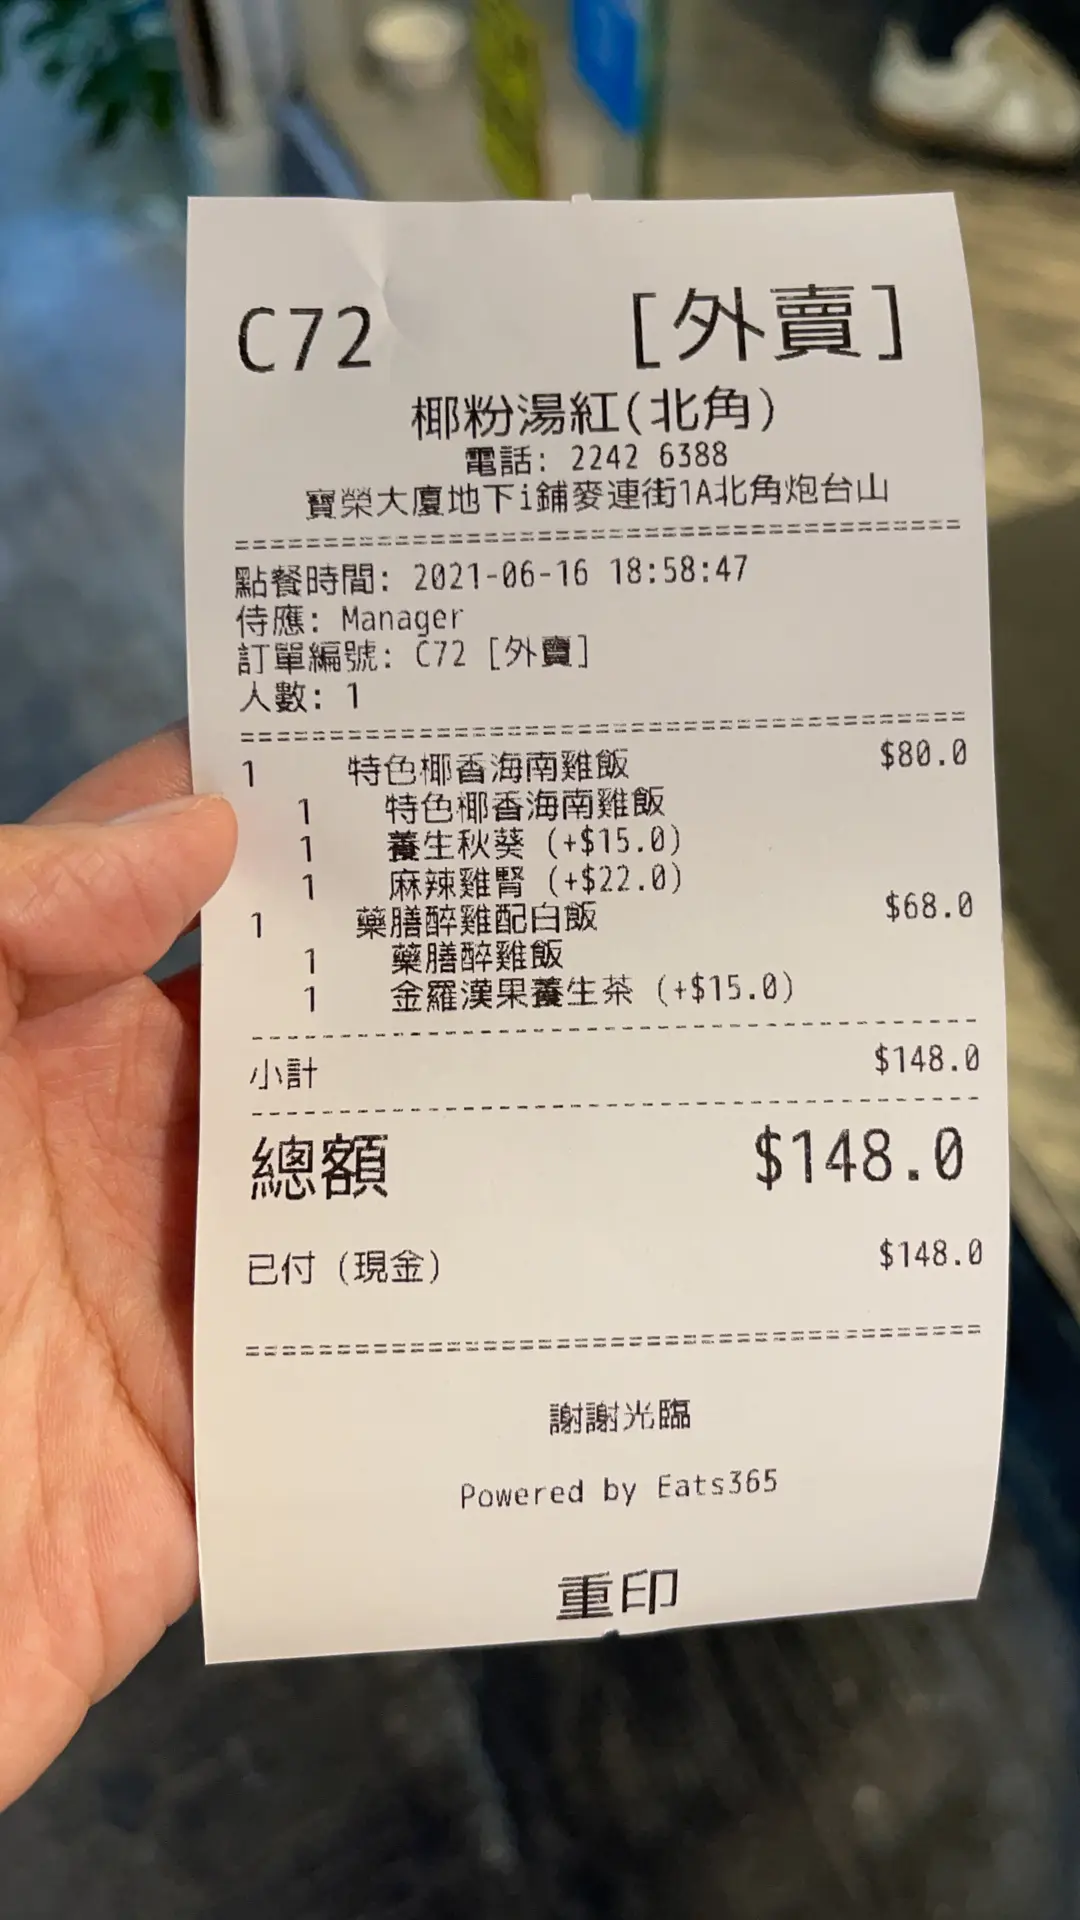 C72 [外賣]
椰粉湯紅(北角)
電話: 2242 6388
寶榮大廈地下i鋪麥連街1A北角炮台山
點餐時間: 2021-06-16 18:58:47
侍應: Manager
訂單編號: C72 [外賣]
人數: 1
1 特色椰香海南雞飯 $80.0
1 特色椰香海南雞飯
1 養生秋葵 (+$15.0)
1 麻辣雞腎 (+$22.0)
1 藥膳醉雞配白飯 $68.0
1 藥膳醉雞飯
1 金羅漢果養生茶 (+$15.0)
小計 $148.0
總額 $148.0
已付 (現金) $148.0
謝謝光臨
Powered by Eats365
重印